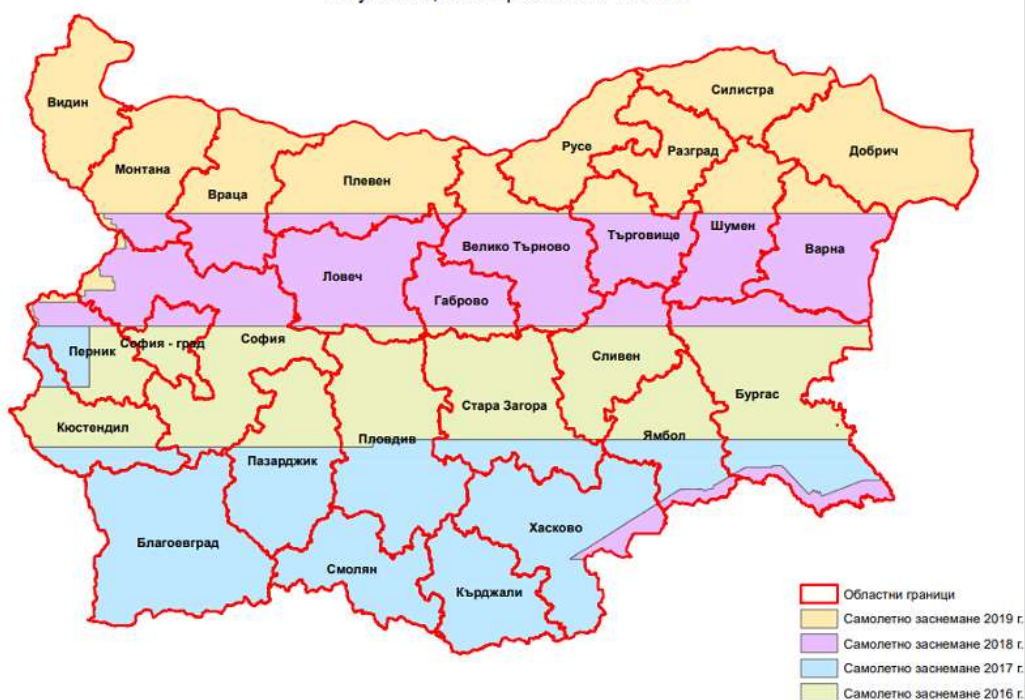 Видин
Силистра
Монтана
Враца
Плевен
Русе
Разград
Добрич
Ловеч
Габрово
Велико Търново
Търговище
Шумен
Варна
Перник
София - град
София
Сливен
Кюстендил
Стара Загора
Бургас
Пловдив
Ямбол
Пазарджик
Благоевград
Смолян
Хасково
Кърджали
Областни граници
Самолетно заснемане 2019 г.
Самолетно заснемане 2018 г.
Самолетно заснемане 2017 г.
Самолетно заснемане 2016 г.